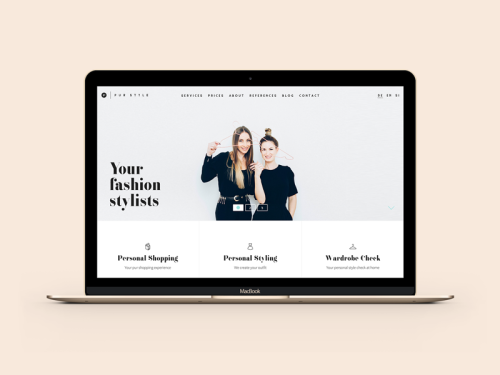 PUR STYLE
SERVICES PRICES ABOUT REFERENCES BLOG CONTACT
DE EN SI
Your
fashion
stylists
Personal Shopping
Personal Styling
Wardrobe Check
Your pur shopping experience.
We create your outfit.
Your personal style check at home.
MacBook